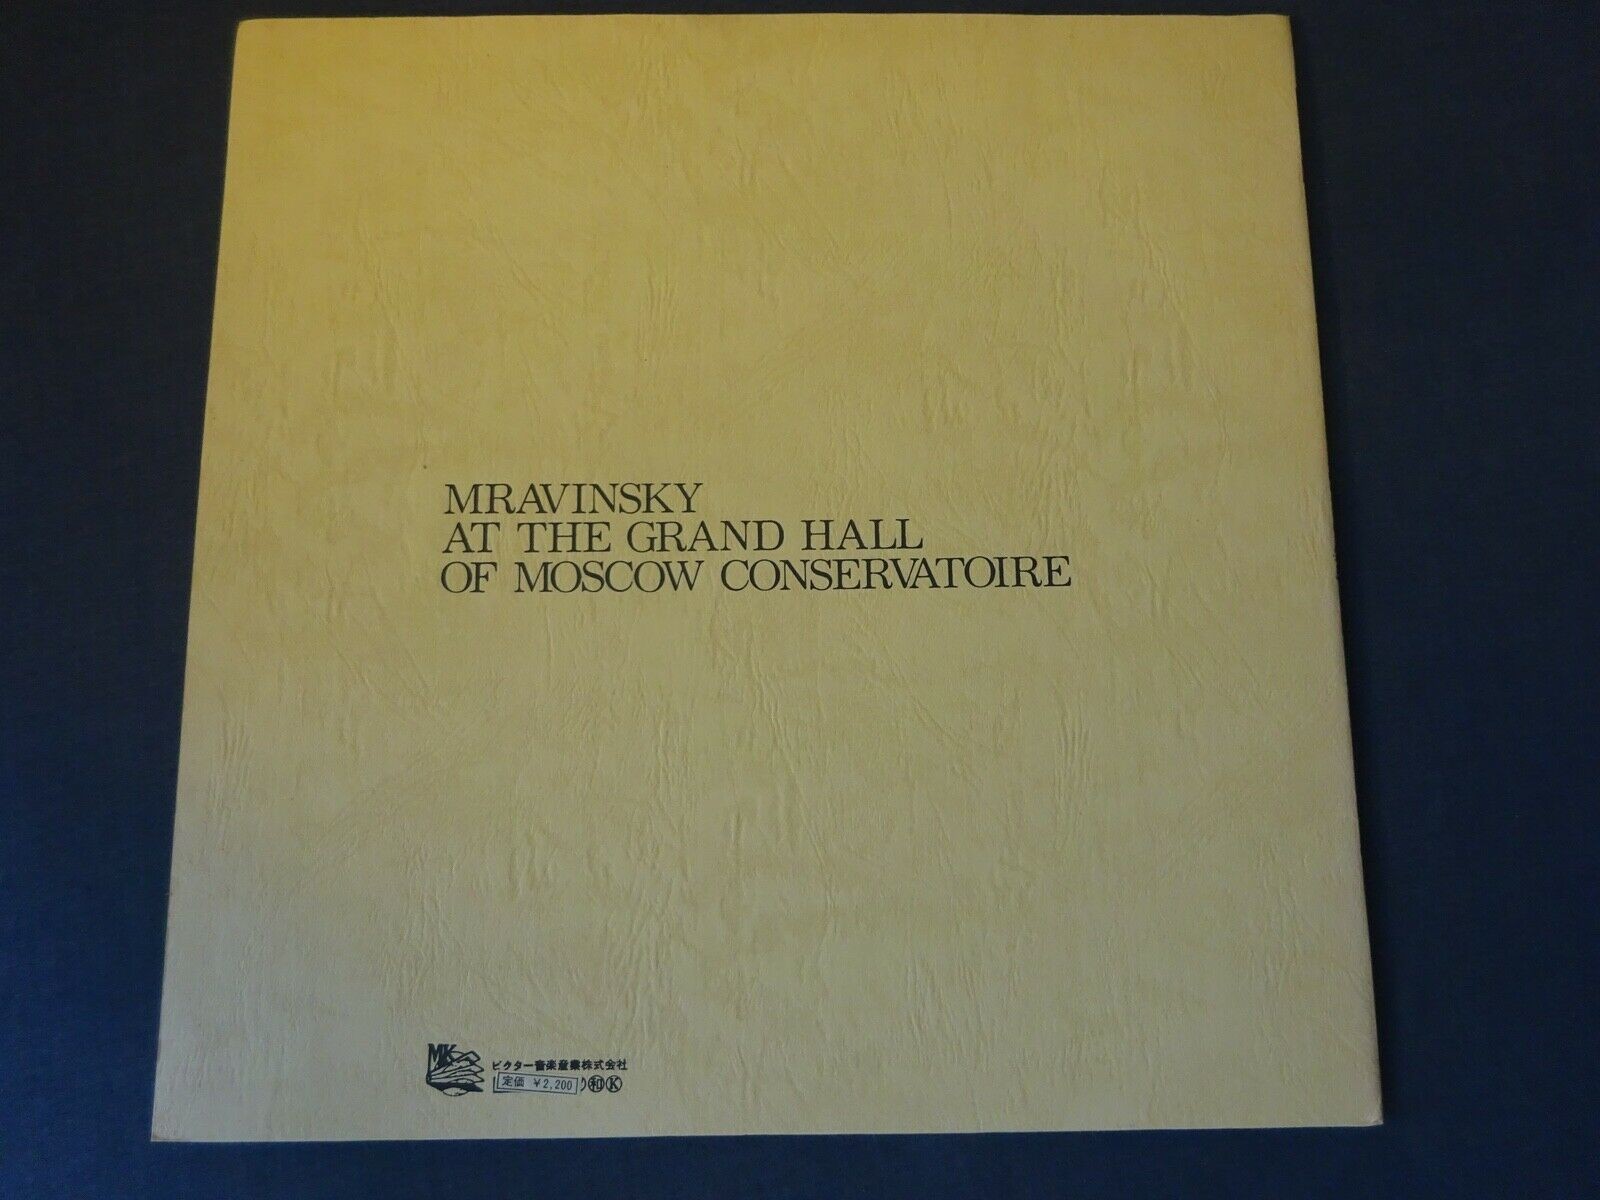 MRAVINSKY
AT THE GRAND HALL
OF MOSCOW CONSERVATOIRE
MK
ビクター音楽産業株式会社
定価 ¥2,200 和 K